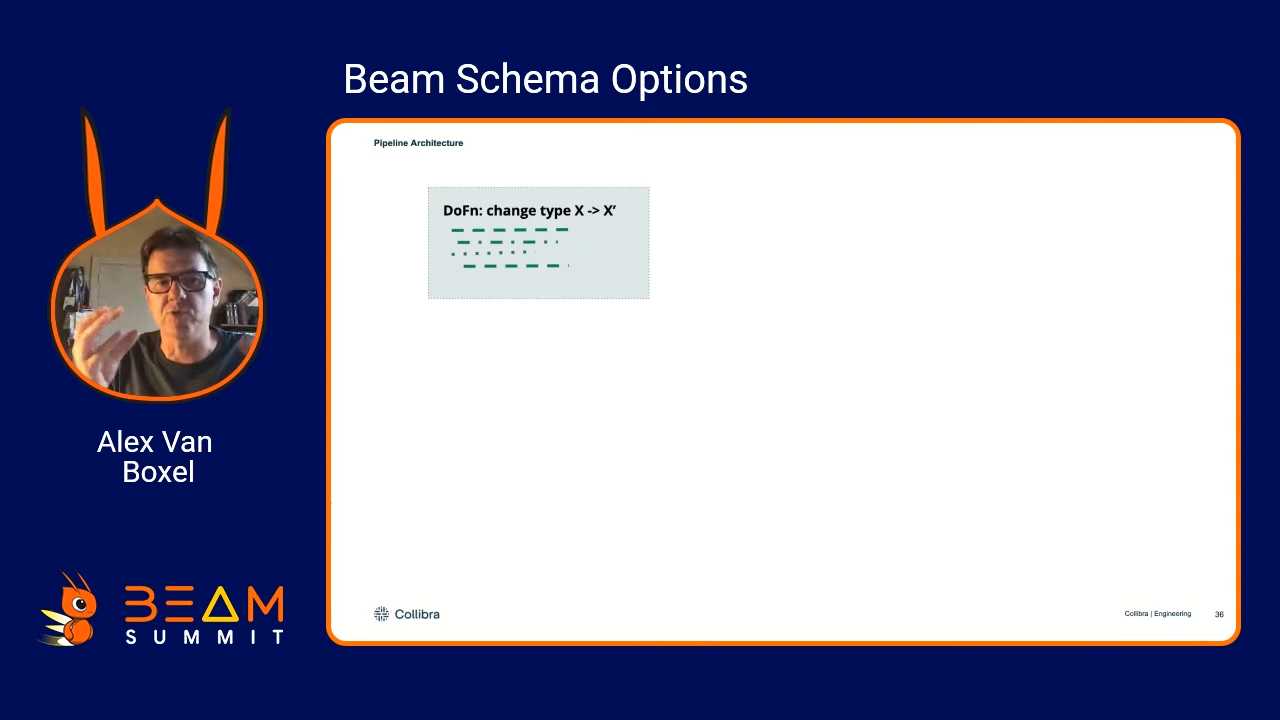 Beam Schema Options
Pipeline Architecture
DoFn: change type X -> X’
Alex Van
Boxel
BEAM
SUMMIT
Collibra
Collibra | Engineering
36